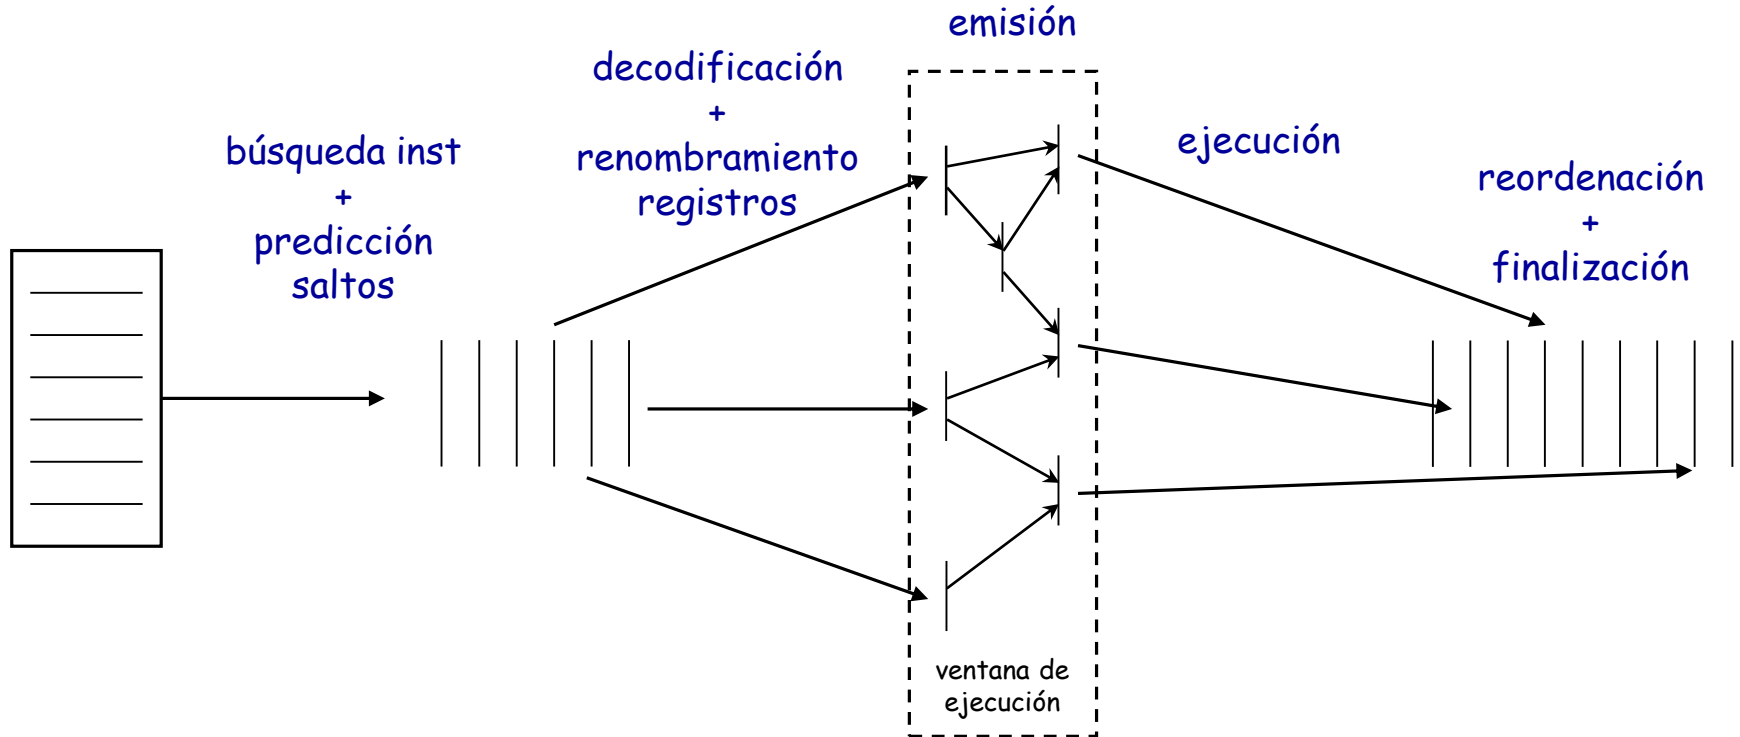 búsqueda inst
+
predicción
saltos
decodificación
+
renombramiento
registros
emisión
ventana de
ejecución
ejecución
reordenación
+
finalización